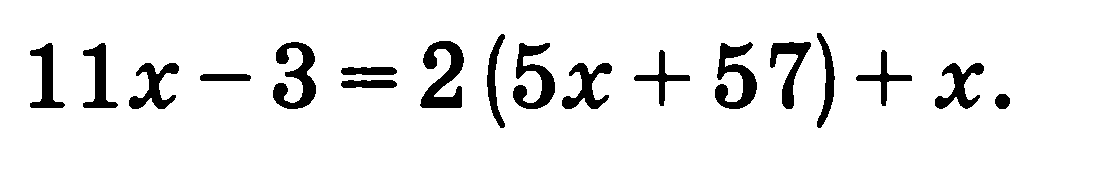 11x − 3 = 2(5x + 57) + x.